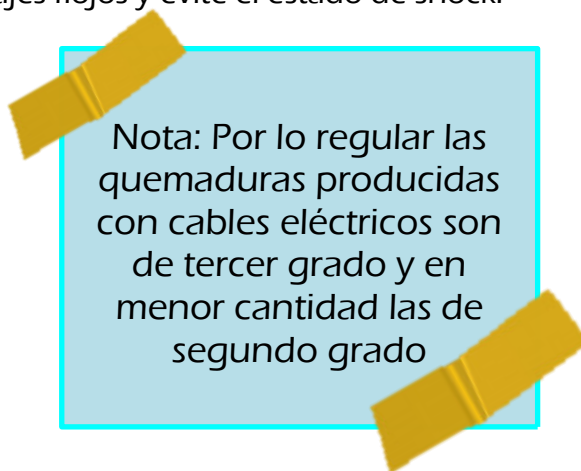 flojos y evite el estado de shock.
Nota: Por lo regular las
quemaduras producidas
con cables eléctricos son
de tercer grado y en
menor cantidad las de
segundo grado